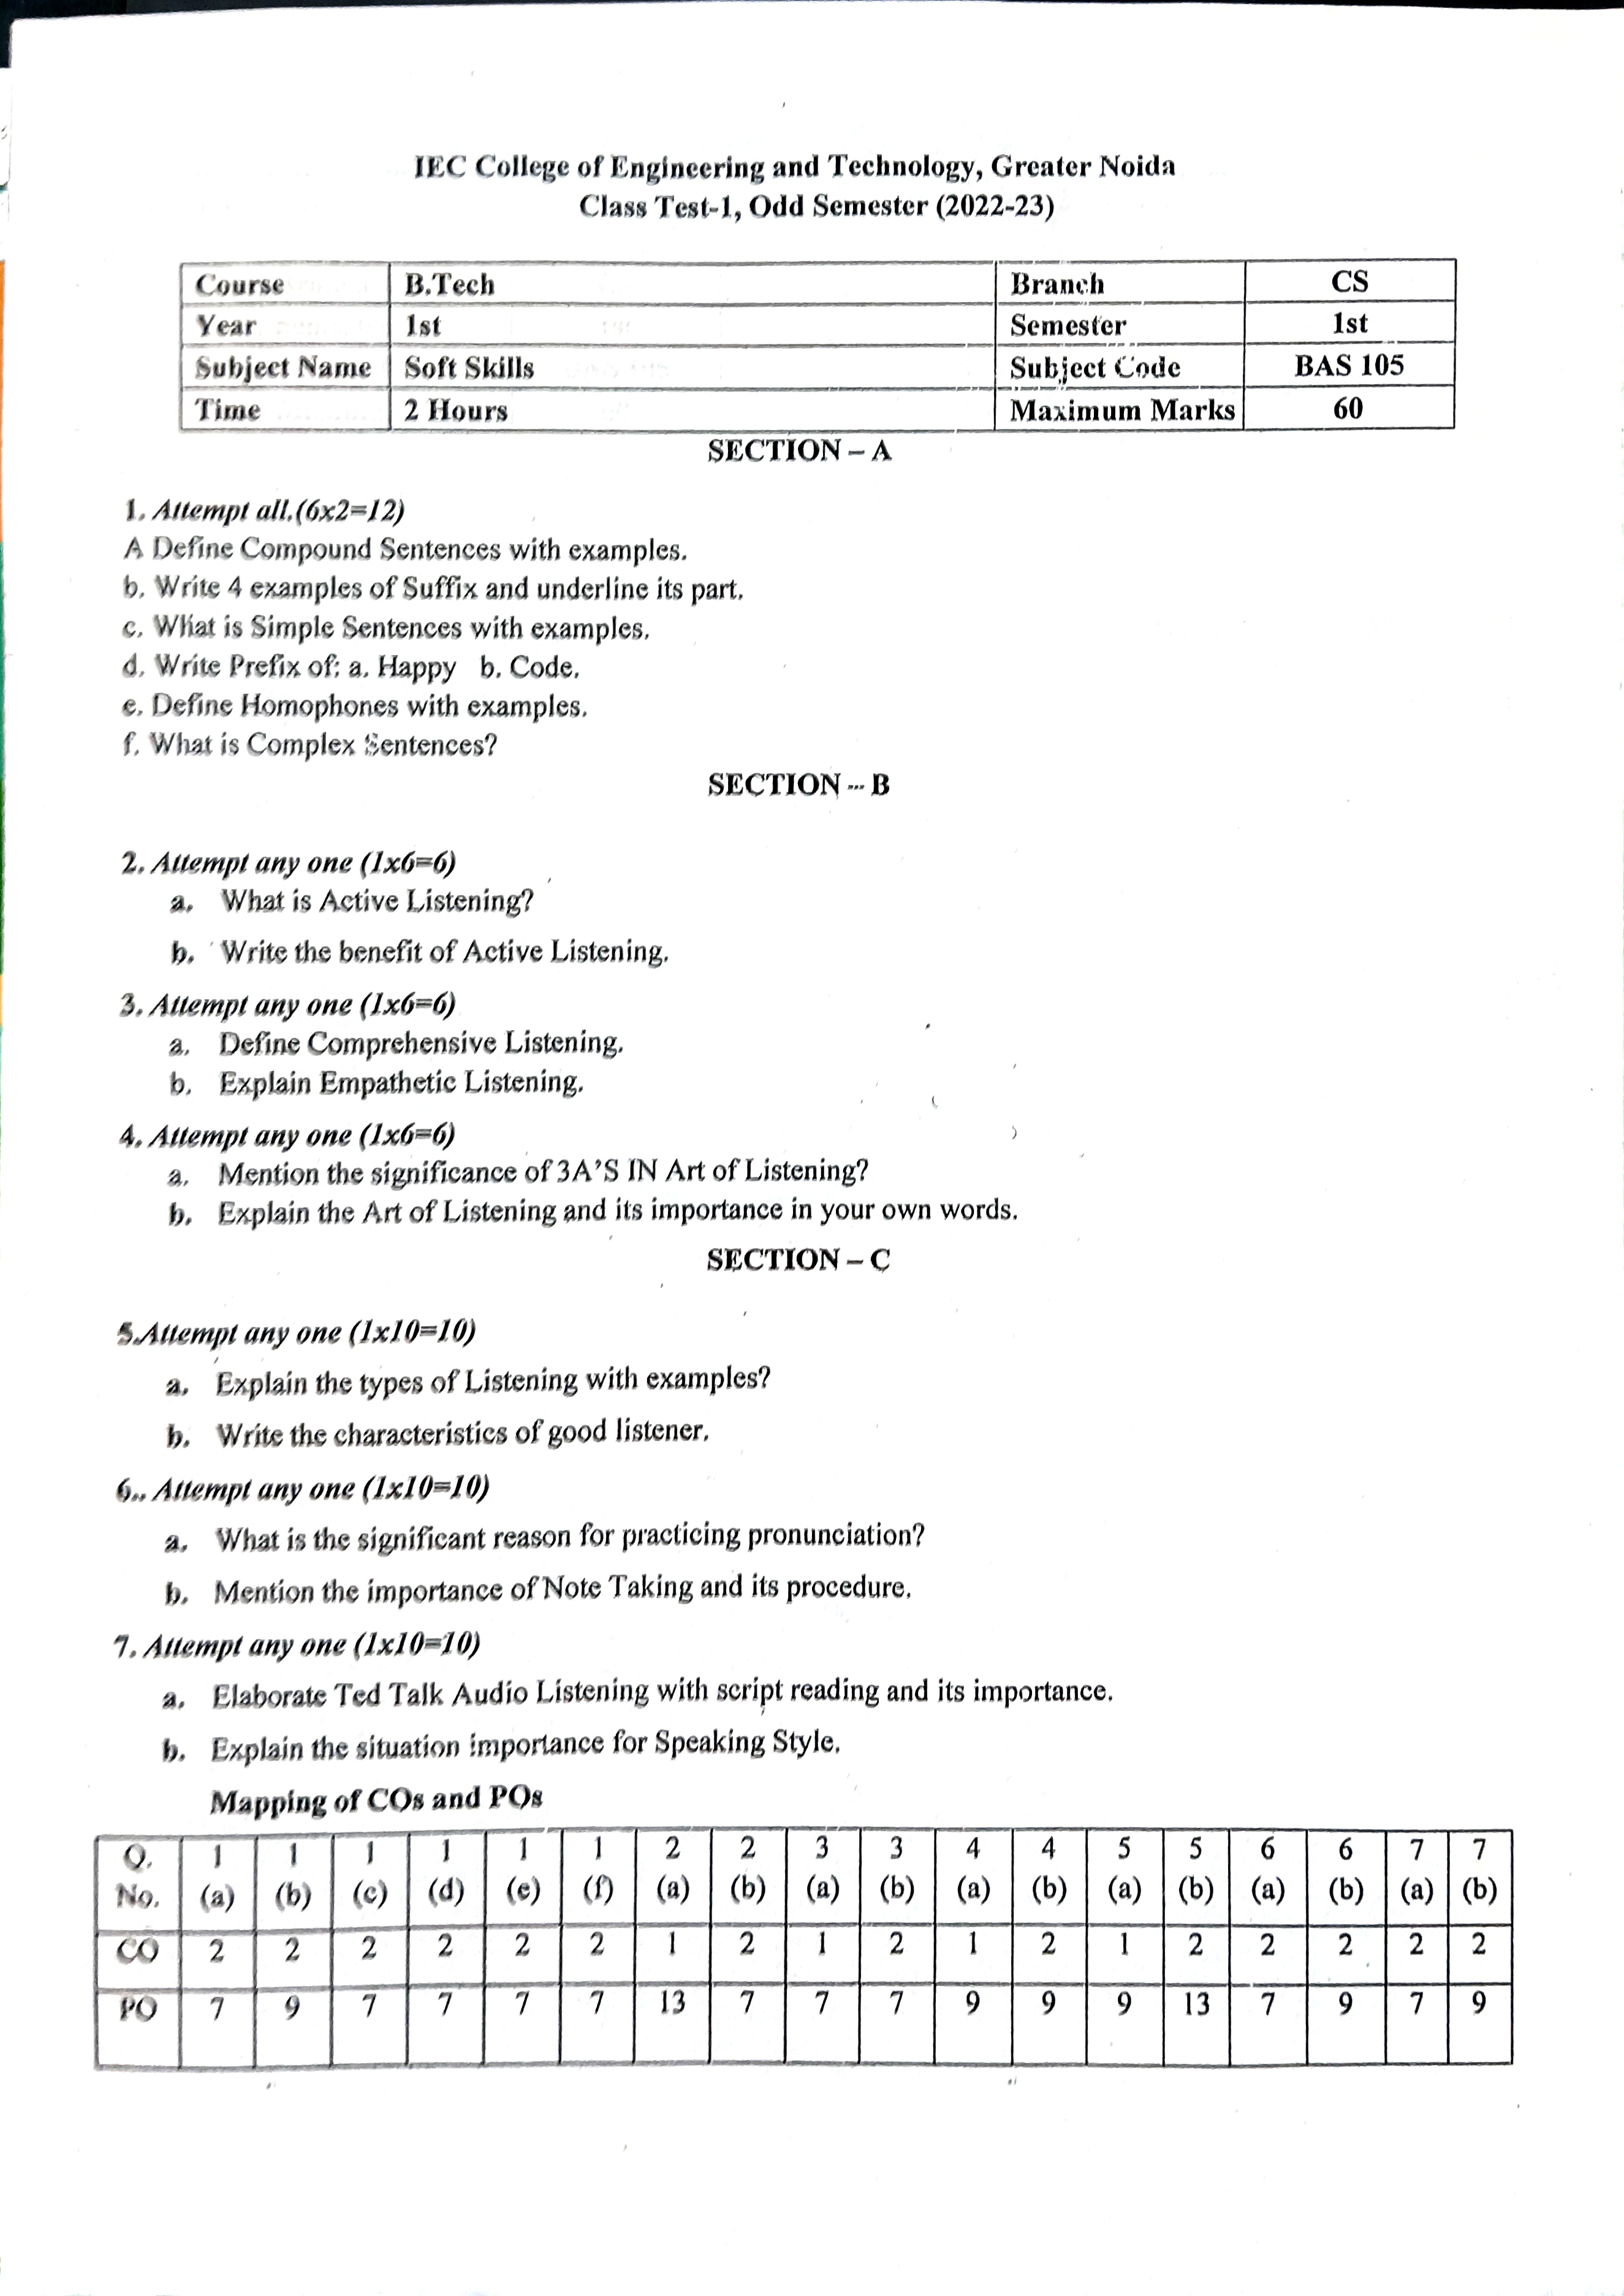 IEC College of Engineering and Technology, Greater Noida
Class Test-1, Odd Semester (2022-23)
Course B.Tech Branch CS
Year 1st Semester 1st
Subject Name Soft Skills Subject Code BAS 105
Time 2 Hours Maximum Marks 60
SECTION – A
1. Attempt all.(6x2=12)
A Define Compound Sentences with examples.
b. Write 4 examples of Suffix and underline its part.
c. What is Simple Sentences with examples.
d. Write Prefix of: a. Happy b. Code.
e. Define Homophones with examples.
f. What is Complex Sentences?
SECTION – B
2. Attempt any one (1x6=6)
a. What is Active Listening?
b. Write the benefit of Active Listening.
3. Attempt any one (1x6=6)
a. Define Comprehensive Listening.
b. Explain Empathetic Listening.
4. Attempt any one (1x6=6)
a. Mention the significance of 3A'S IN Art of Listening?
b. Explain the Art of Listening and its importance in your own words.
SECTION – C
5.Attempt any one (1x10=10)
a. Explain the types of Listening with examples?
b. Write the characteristics of good listener.
6.. Attempt any one (1x10=10)
a. What is the significant reason for practicing pronunciation?
b. Mention the importance of Note Taking and its procedure.
7. Attempt any one (1x10=10)
a. Elaborate Ted Talk Audio Listening with script reading and its importance.
b. Explain the situation importance for Speaking Style.
Mapping of COs and POs
Q. 1 1 1 1 1 1 2 2 3 3 4 4 5 5 6 6 7 7
No. (a) (b) (c) (d) (e) (f) (a) (b) (a) (b) (a) (b) (a) (b) (a) (b) (a) (b)
CO 2 2 2 2 2 2 1 2 1 2 1 2 1 2 2 2 2 2
PO 7 9 7 7 7 7 13 7 7 7 9 9 9 13 7 9 7 9